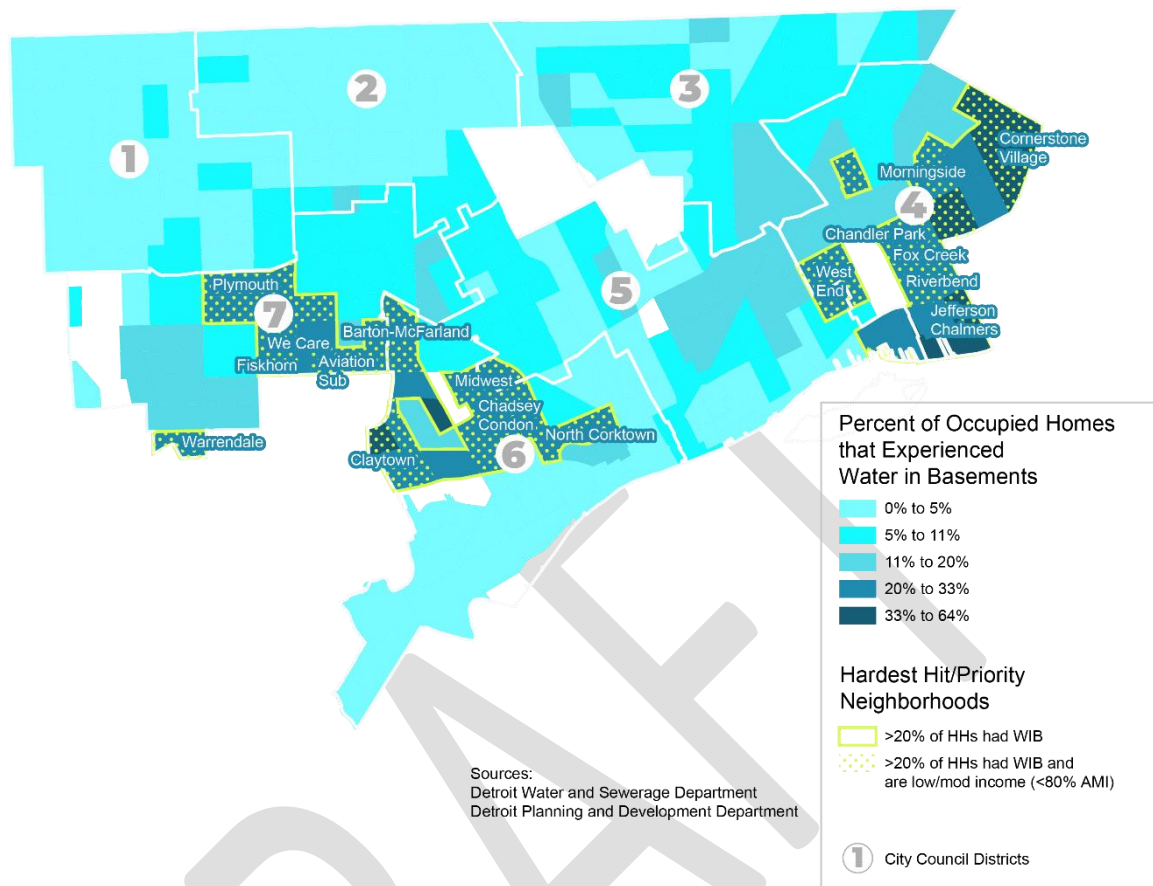 1
2
3
4
5
6
7
Cornerstone
Village
Morningside
Chandler Park
Fox Creek
West
End
Riverbend
Jefferson
Chalmers
Plymouth
We Care
Barton-McFarland
Fiskhorn
Aviation
Sub
Midwest
Chadsey
Condon
North Corktown
Warrendale
Claytown
Percent of Occupied Homes
that Experienced
Water in Basements
0% to 5%
5% to 11%
11% to 20%
20% to 33%
33% to 64%
Hardest Hit/Priority
Neighborhoods
>20% of HHs had WIB
>20% of HHs had WIB and
are low/mod income (<80% AMI)
1 City Council Districts
Sources:
Detroit Water and Sewerage Department
Detroit Planning and Development Department
DRAFT